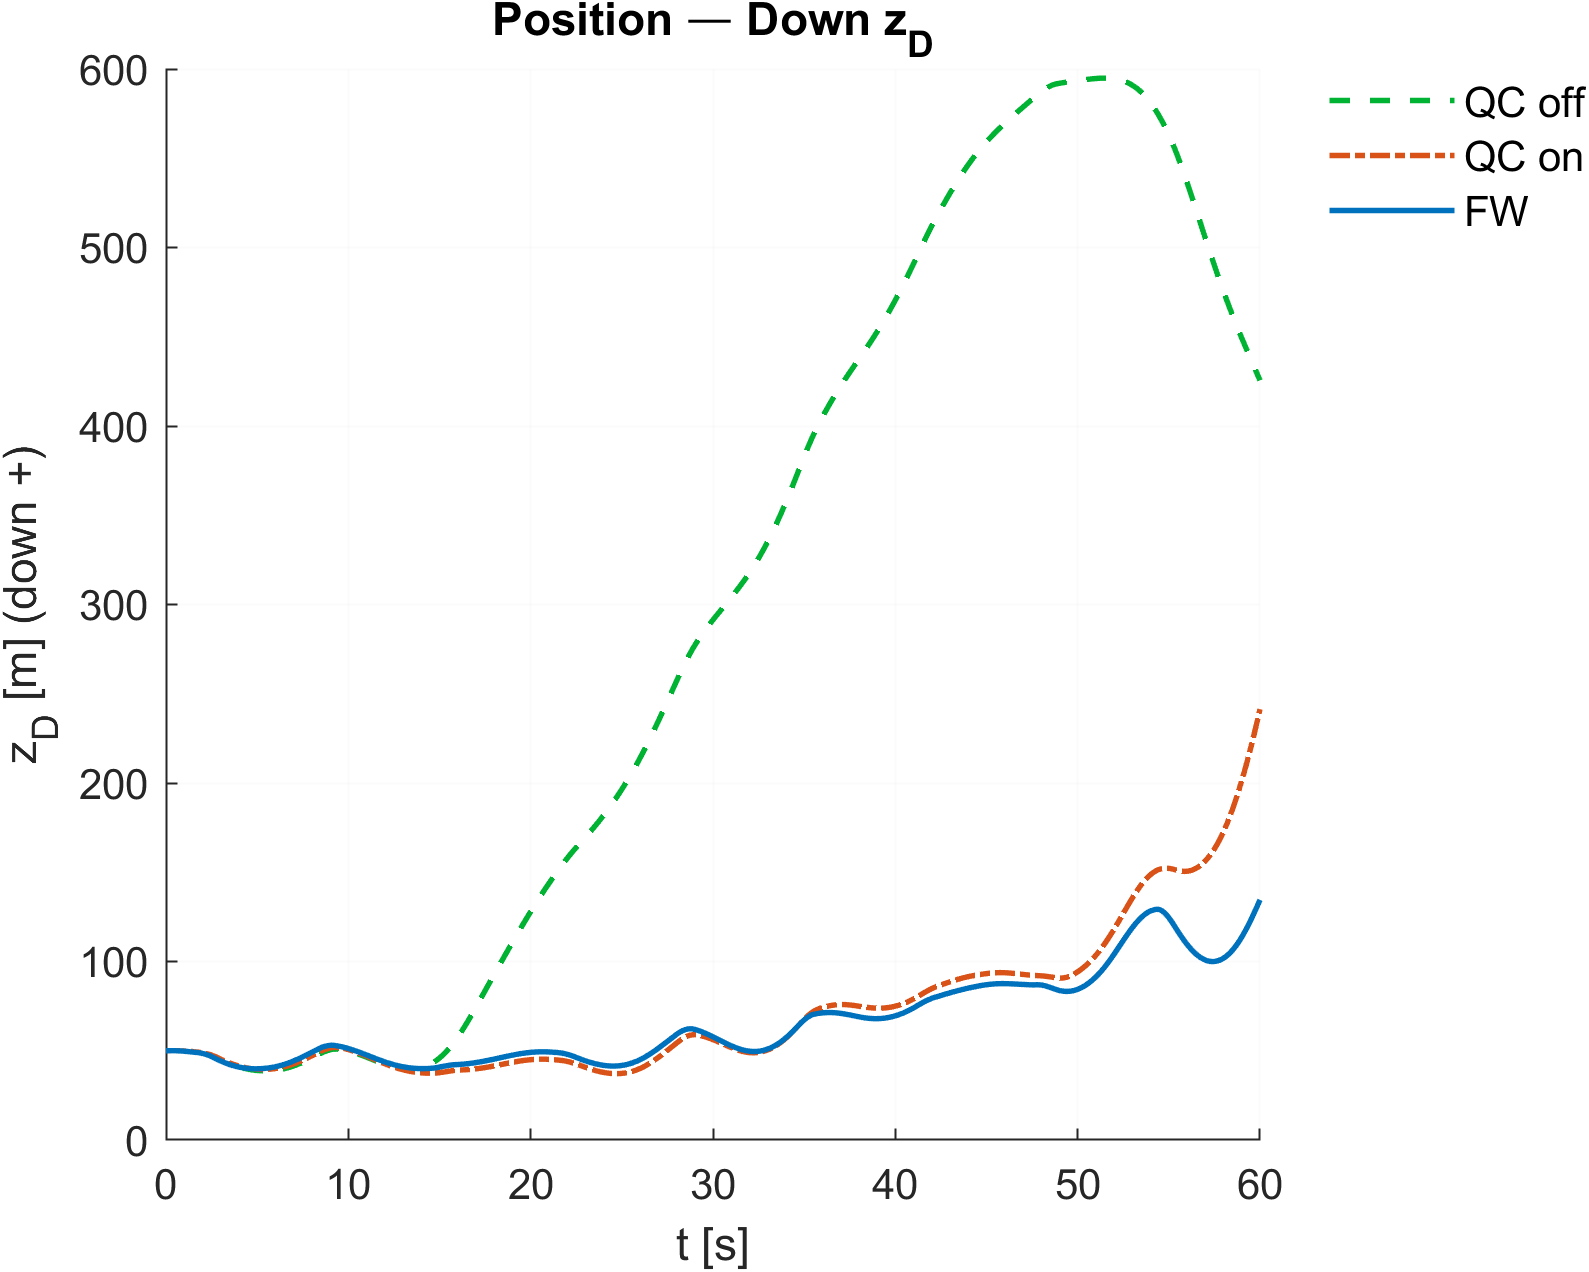 Position — Down z_D
600
500
400
300
200
100
0
z_D [m] (down +)
0 10 20 30 40 50 60
t [s]
QC off
QC on
FW